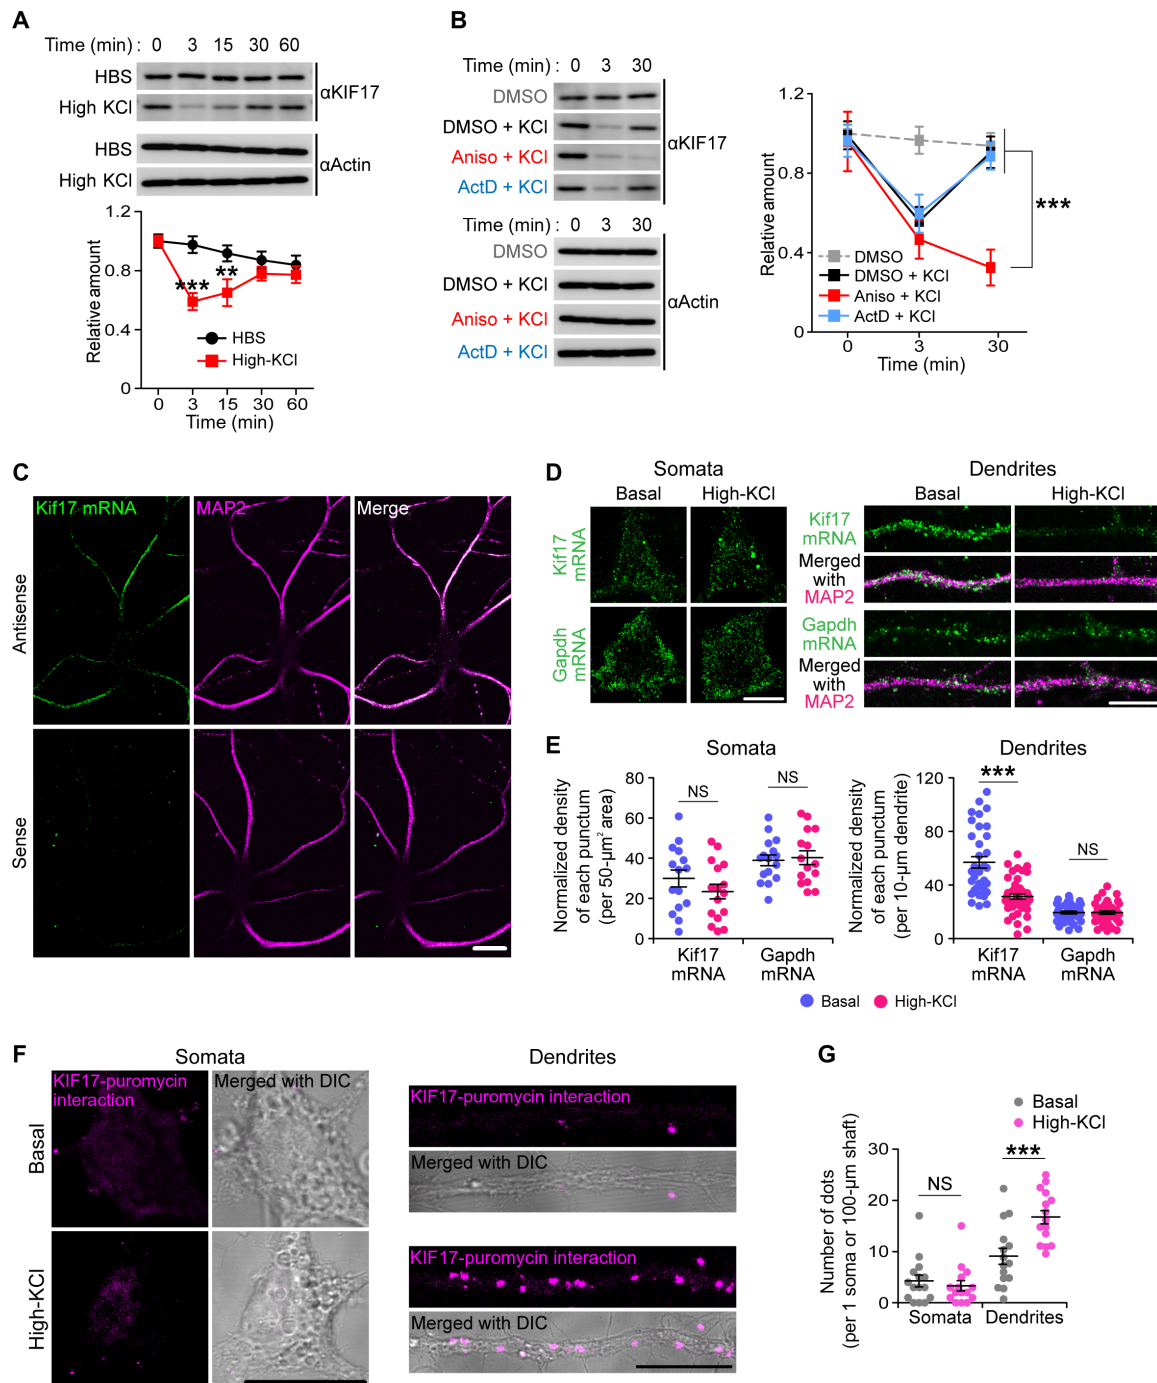 A
Time (min) : 0 3 15 30 60
HBS
High KCl
αKIF17
HBS
High KCl
αActin
1.2
0.8
0.4
0
Relative amount
***
**
HBS
High-KCl
0 3 15 30 60
Time (min)
B
Time (min) : 0 3 30
DMSO
DMSO + KCl
Aniso + KCl
ActD + KCl
αKIF17
Time (min) : 0 3 30
DMSO
DMSO + KCl
Aniso + KCl
ActD + KCl
αActin
1.2
0.8
0.4
0
Relative amount
***
DMSO
DMSO + KCl
Aniso + KCl
ActD + KCl
0 3 30
Time (min)
C
Kif17 mRNA
MAP2
Merge
Antisense
Sense
D
Somata
Basal High-KCl
Kif17
mRNA
Gapdh
mRNA
Dendrites
Basal High-KCl
Kif17
mRNA
Merged
with
MAP2
Gapdh
mRNA
Merged
with
MAP2
E
Somata
Normalized density
of each punctum
(per 50-µm² area)
80
60
40
20
0
NS
NS
Kif17
mRNA
Gapdh
mRNA
Dendrites
Normalized density
of each punctum
(per 10-µm dendrite)
120
80
40
0
***
NS
Kif17
mRNA
Gapdh
mRNA
Basal High-KCl
F
Somata
KIF17-puromycin
interaction
Merged with DIC
Basal
High-KCl
Dendrites
KIF17-puromycin interaction
Merged with DIC
KIF17-puromycin interaction
Merged with DIC
G
Basal
High-KCl
Number of dots
(per 1 soma or 100-µm shaft)
30
20
10
0
NS
***
Somata Dendrites